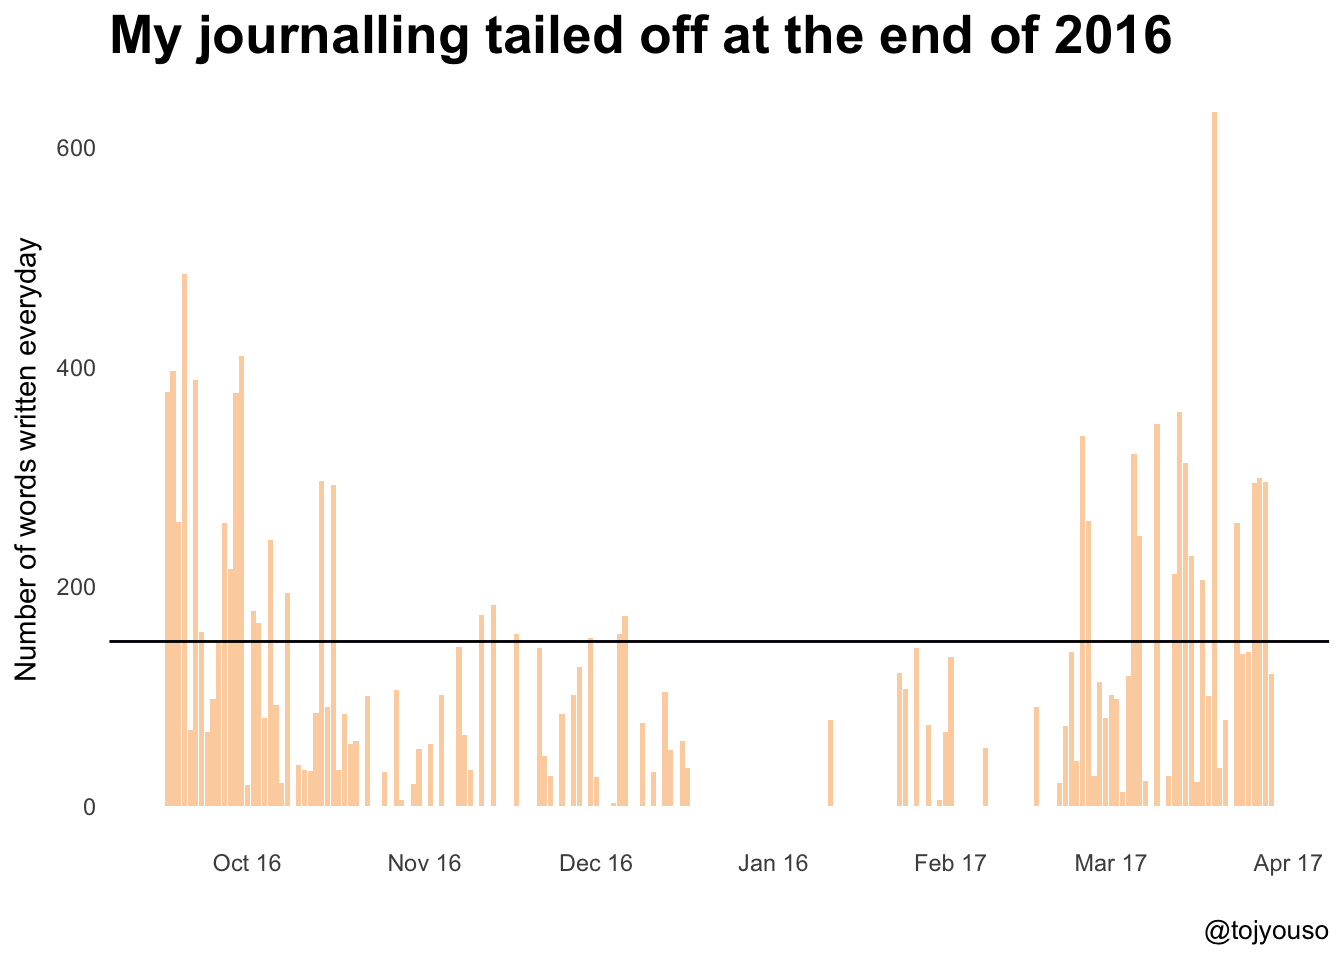 My journalling tailed off at the end of 2016
Number of words written everyday
600
400
200
0
Oct 16 Nov 16 Dec 16 Jan 16 Feb 17 Mar 17 Apr 17
@tojyouso